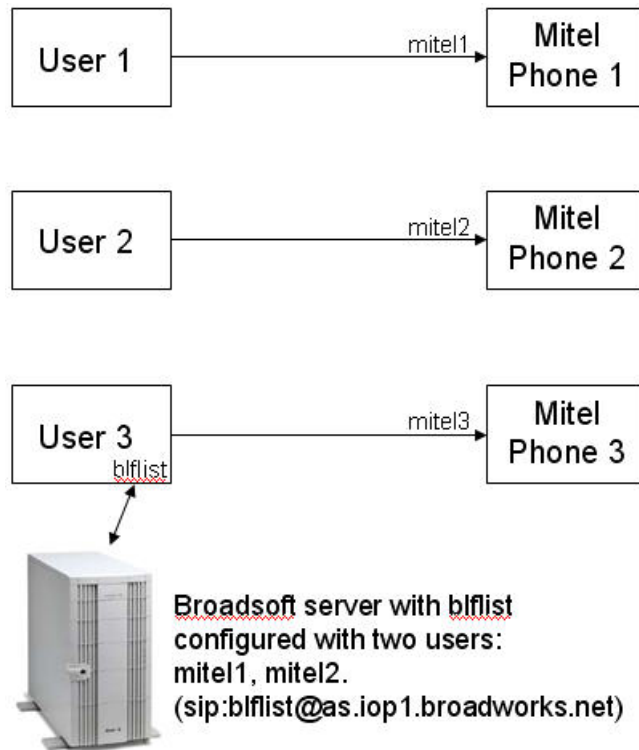 User 1
mitel1
Mitel
Phone 1
User 2
mitel2
Mitel
Phone 2
User 3
blflist
mitel3
Mitel
Phone 3
Broadsoft server with blflist
configured with two users:
mitel1, mitel2.
(sip:blflist@as.iop1.broadworks.net)